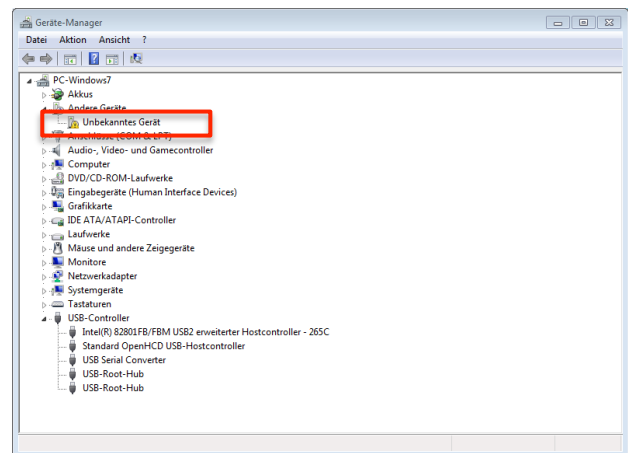 Geräte-Manager
Datei Aktion Ansicht ?
PC-Windows7
Akkus
Andere Geräte
Unbekanntes Gerät
Anschlüsse (COM & LPT)
Audio-, Video- und Gamecontroller
Computer
DVD/CD-ROM-Laufwerke
Eingabegeräte (Human Interface Devices)
Grafikkarte
IDE ATA/ATAPI-Controller
Laufwerke
Mäuse und andere Zeigegeräte
Monitore
Netzwerkadapter
Systemgeräte
Tastaturen
USB-Controller
Intel(R) 82801FB/FBM USB2 erweiterter Hostcontroller - 265C
Standard OpenHCD USB-Hostcontroller
USB Serial Converter
USB-Root-Hub
USB-Root-Hub